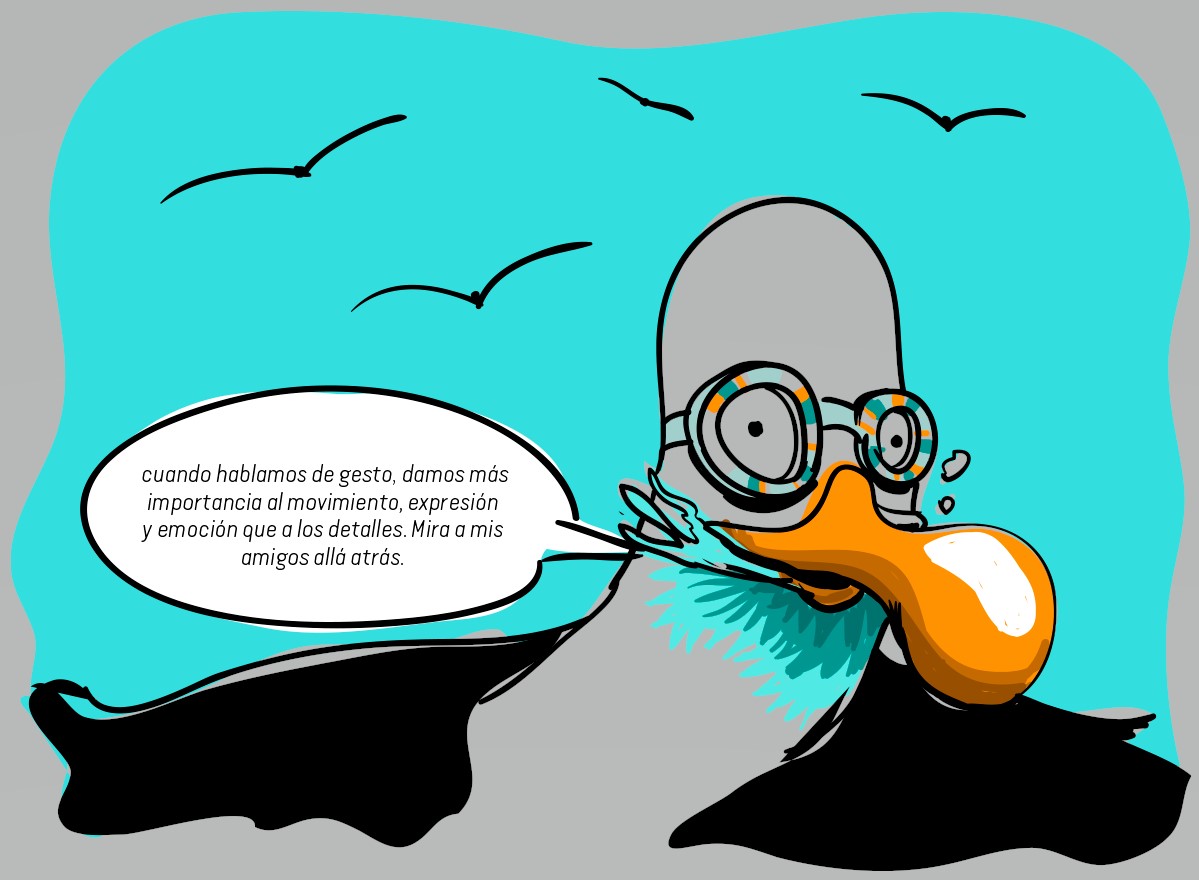 cuando hablamos de gesto, damos más
importancia al movimiento, expresión
y emoción que a los detalles. Mira a mis
amigos allá atrás.